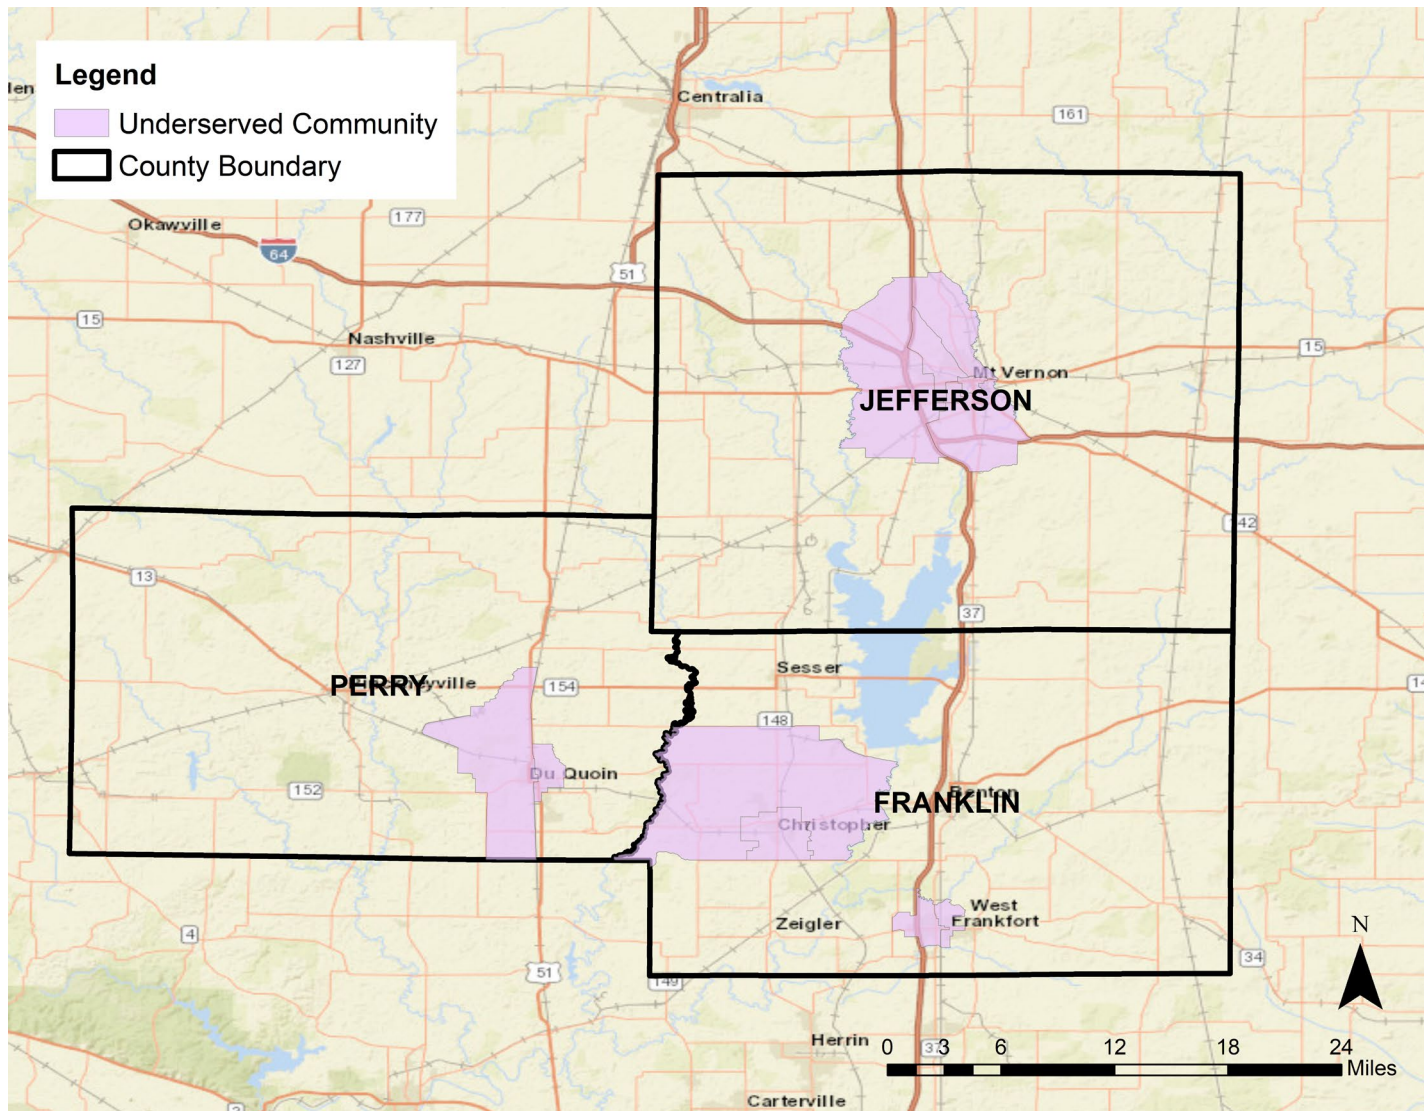 Legend
Underserved Community
County Boundary
Centralia
161
Okawville
177
64
51
15
Nashville
127
15
Mt Vernon
JEFFERSON
142
13
37
Sesser
PERRY
154
148
Du Quoin
152
Benton
FRANKLIN
Christopher
West
Frankfort
Zeigler
4
51
149
34
N
Herrin
37
0 3 6 12 18 24
Miles
Carterville